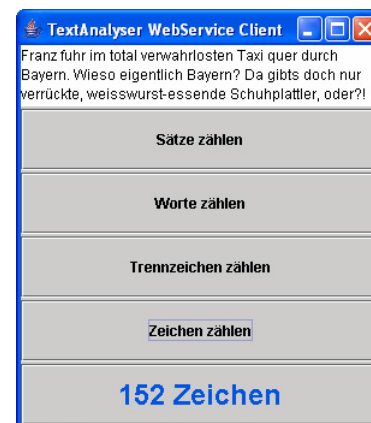 TextAnalyser WebService Client
Franz fuhr im total verwahrlosten Taxi quer durch
Bayern. Wieso eigentlich Bayern? Da gibts doch nur
verrückte, weisswurst-essende Schuhplattler, oder?!
Sätze zählen
Worte zählen
Trennzeichen zählen
Zeichen zählen
152 Zeichen